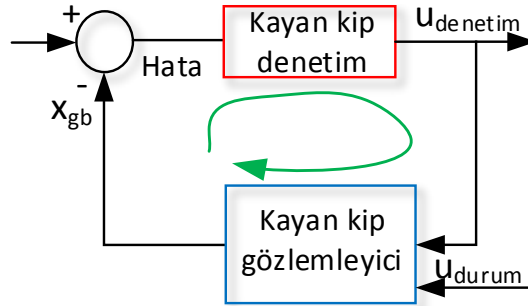 +
Kayan kip
denetim
u_denetim
Hata
-
x_gb
Kayan kip
gözlemleyici
u_durum